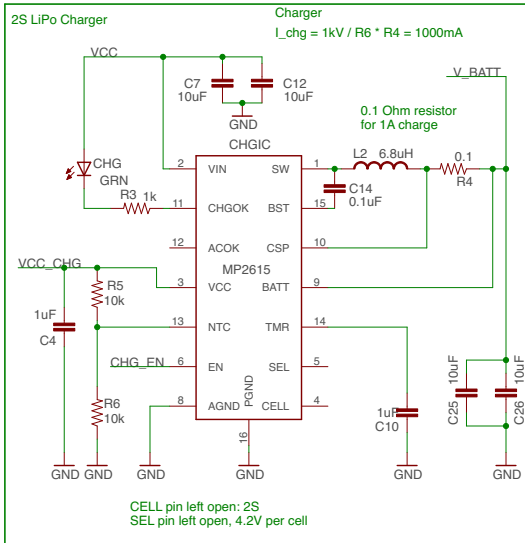 2S LiPo Charger
Charger
I_chg = 1kV / R6 * R4 = 1000mA
VCC
V_BATT
C7
10uF
C12
10uF
GND
0.1 Ohm resistor
for 1A charge
CHGIC
L2 6.8uH
0.1
R4
CHG
GRN
R3 1k
2 VIN
SW 1
C14
0.1uF
11 CHGOK
BST 15
12 ACOK
CSP 10
MP2615
VCC_CHG
3 VCC
BATT 9
R5
10k
1uF
C4
13 NTC
TMR 14
CHG_EN
6 EN
SEL 5
R6
10k
8 AGND
PGND
16
CELL 4
1uF
C10
10uF
C25
10uF
C26
GND
GND
GND
GND
GND
GND
CELL pin left open: 2S
SEL pin left open, 4.2V per cell